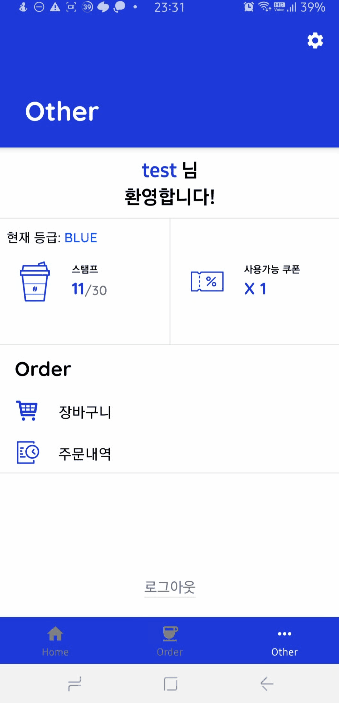 23:31 39%
Other
test 님
환영합니다!
현재 등급: BLUE
스탬프
11/30
사용가능 쿠폰
X 1
Order
장바구니
주문내역
로그아웃
Home Order Other